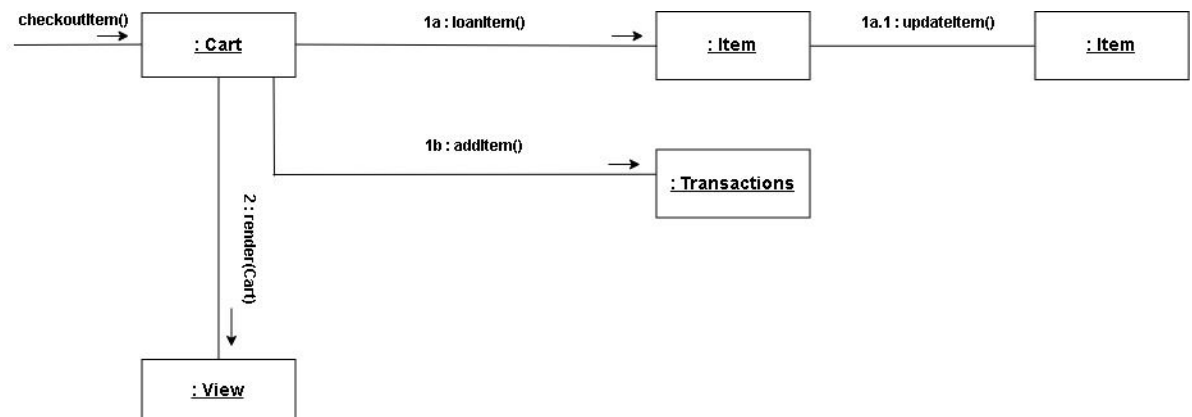 checkoutItem()
: Cart
1a : loanItem()
: Item
1a.1 : updateItem()
: Item
1b : addItem()
: Transactions
2 : render(Cart)
: View